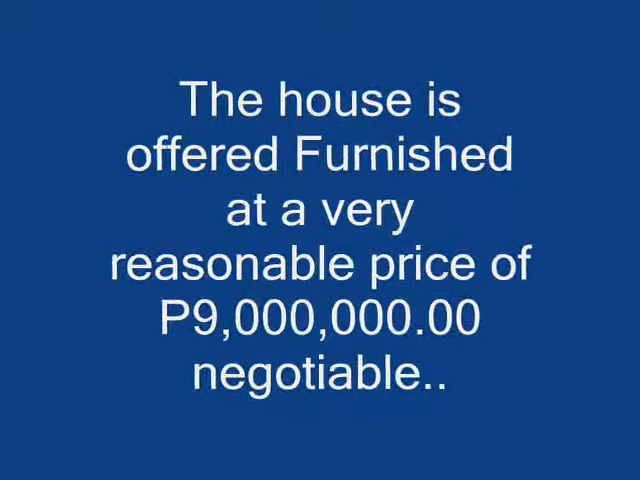 The house is
offered Furnished
at a very
reasonable price of
P9,000,000.00
negotiable..